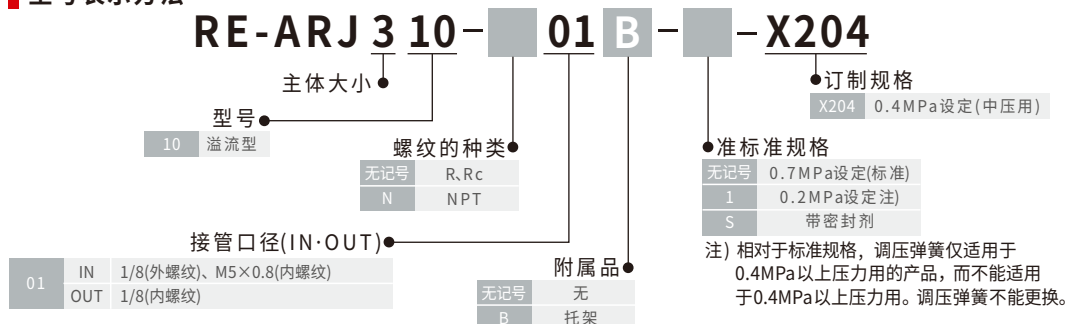 RE-ARJ 3 10- 01 B - -X204
主体大小
订制规格
X204 0.4MPa设定(中压用)
型号
10 溢流型
螺纹的种类
无记号 R、Rc
N NPT
准标准规格
无记号 0.7MPa设定(标准)
1 0.2MPa设定注)
S 带密封剂
接管口径(IN·OUT)
01 IN 1/8(外螺纹)、M5×0.8(内螺纹)
OUT 1/8(内螺纹)
附属品
无记号 无
B 托架
注) 相对于标准规格，调压弹簧仅适用于
0.4MPa以上压力用的产品，而不能适用
于0.4MPa以上压力用。调压弹簧不能更换。